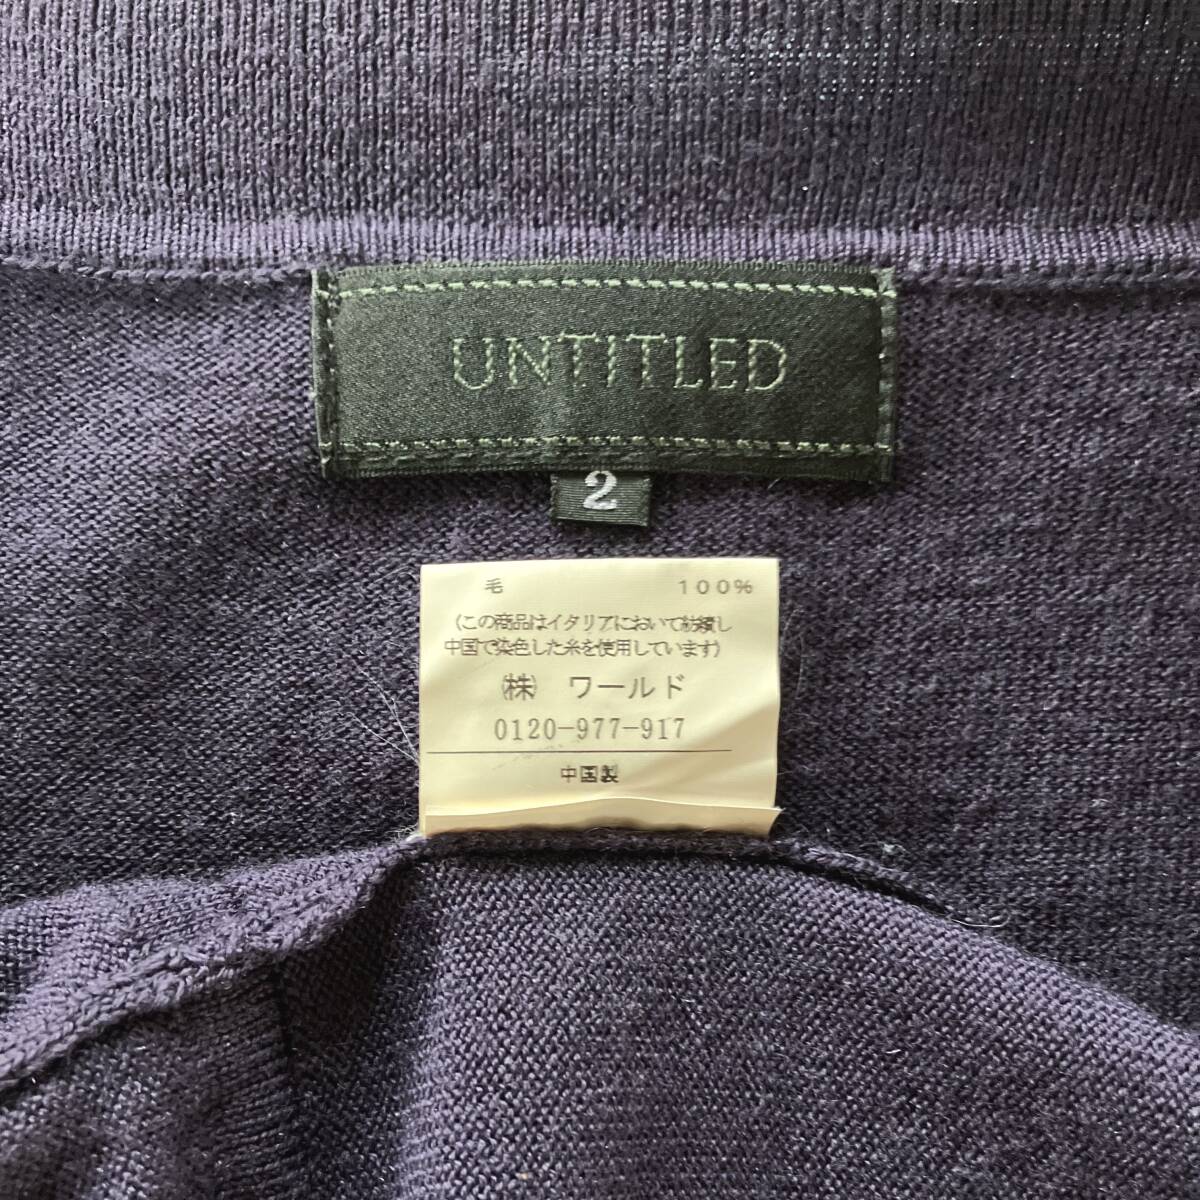 UNTITLED
2
毛 100%
(この商品はイタリアにおいて紡績し
中国で染色した糸を使用しています)
㈱ ワールド
0120-977-917
中国製